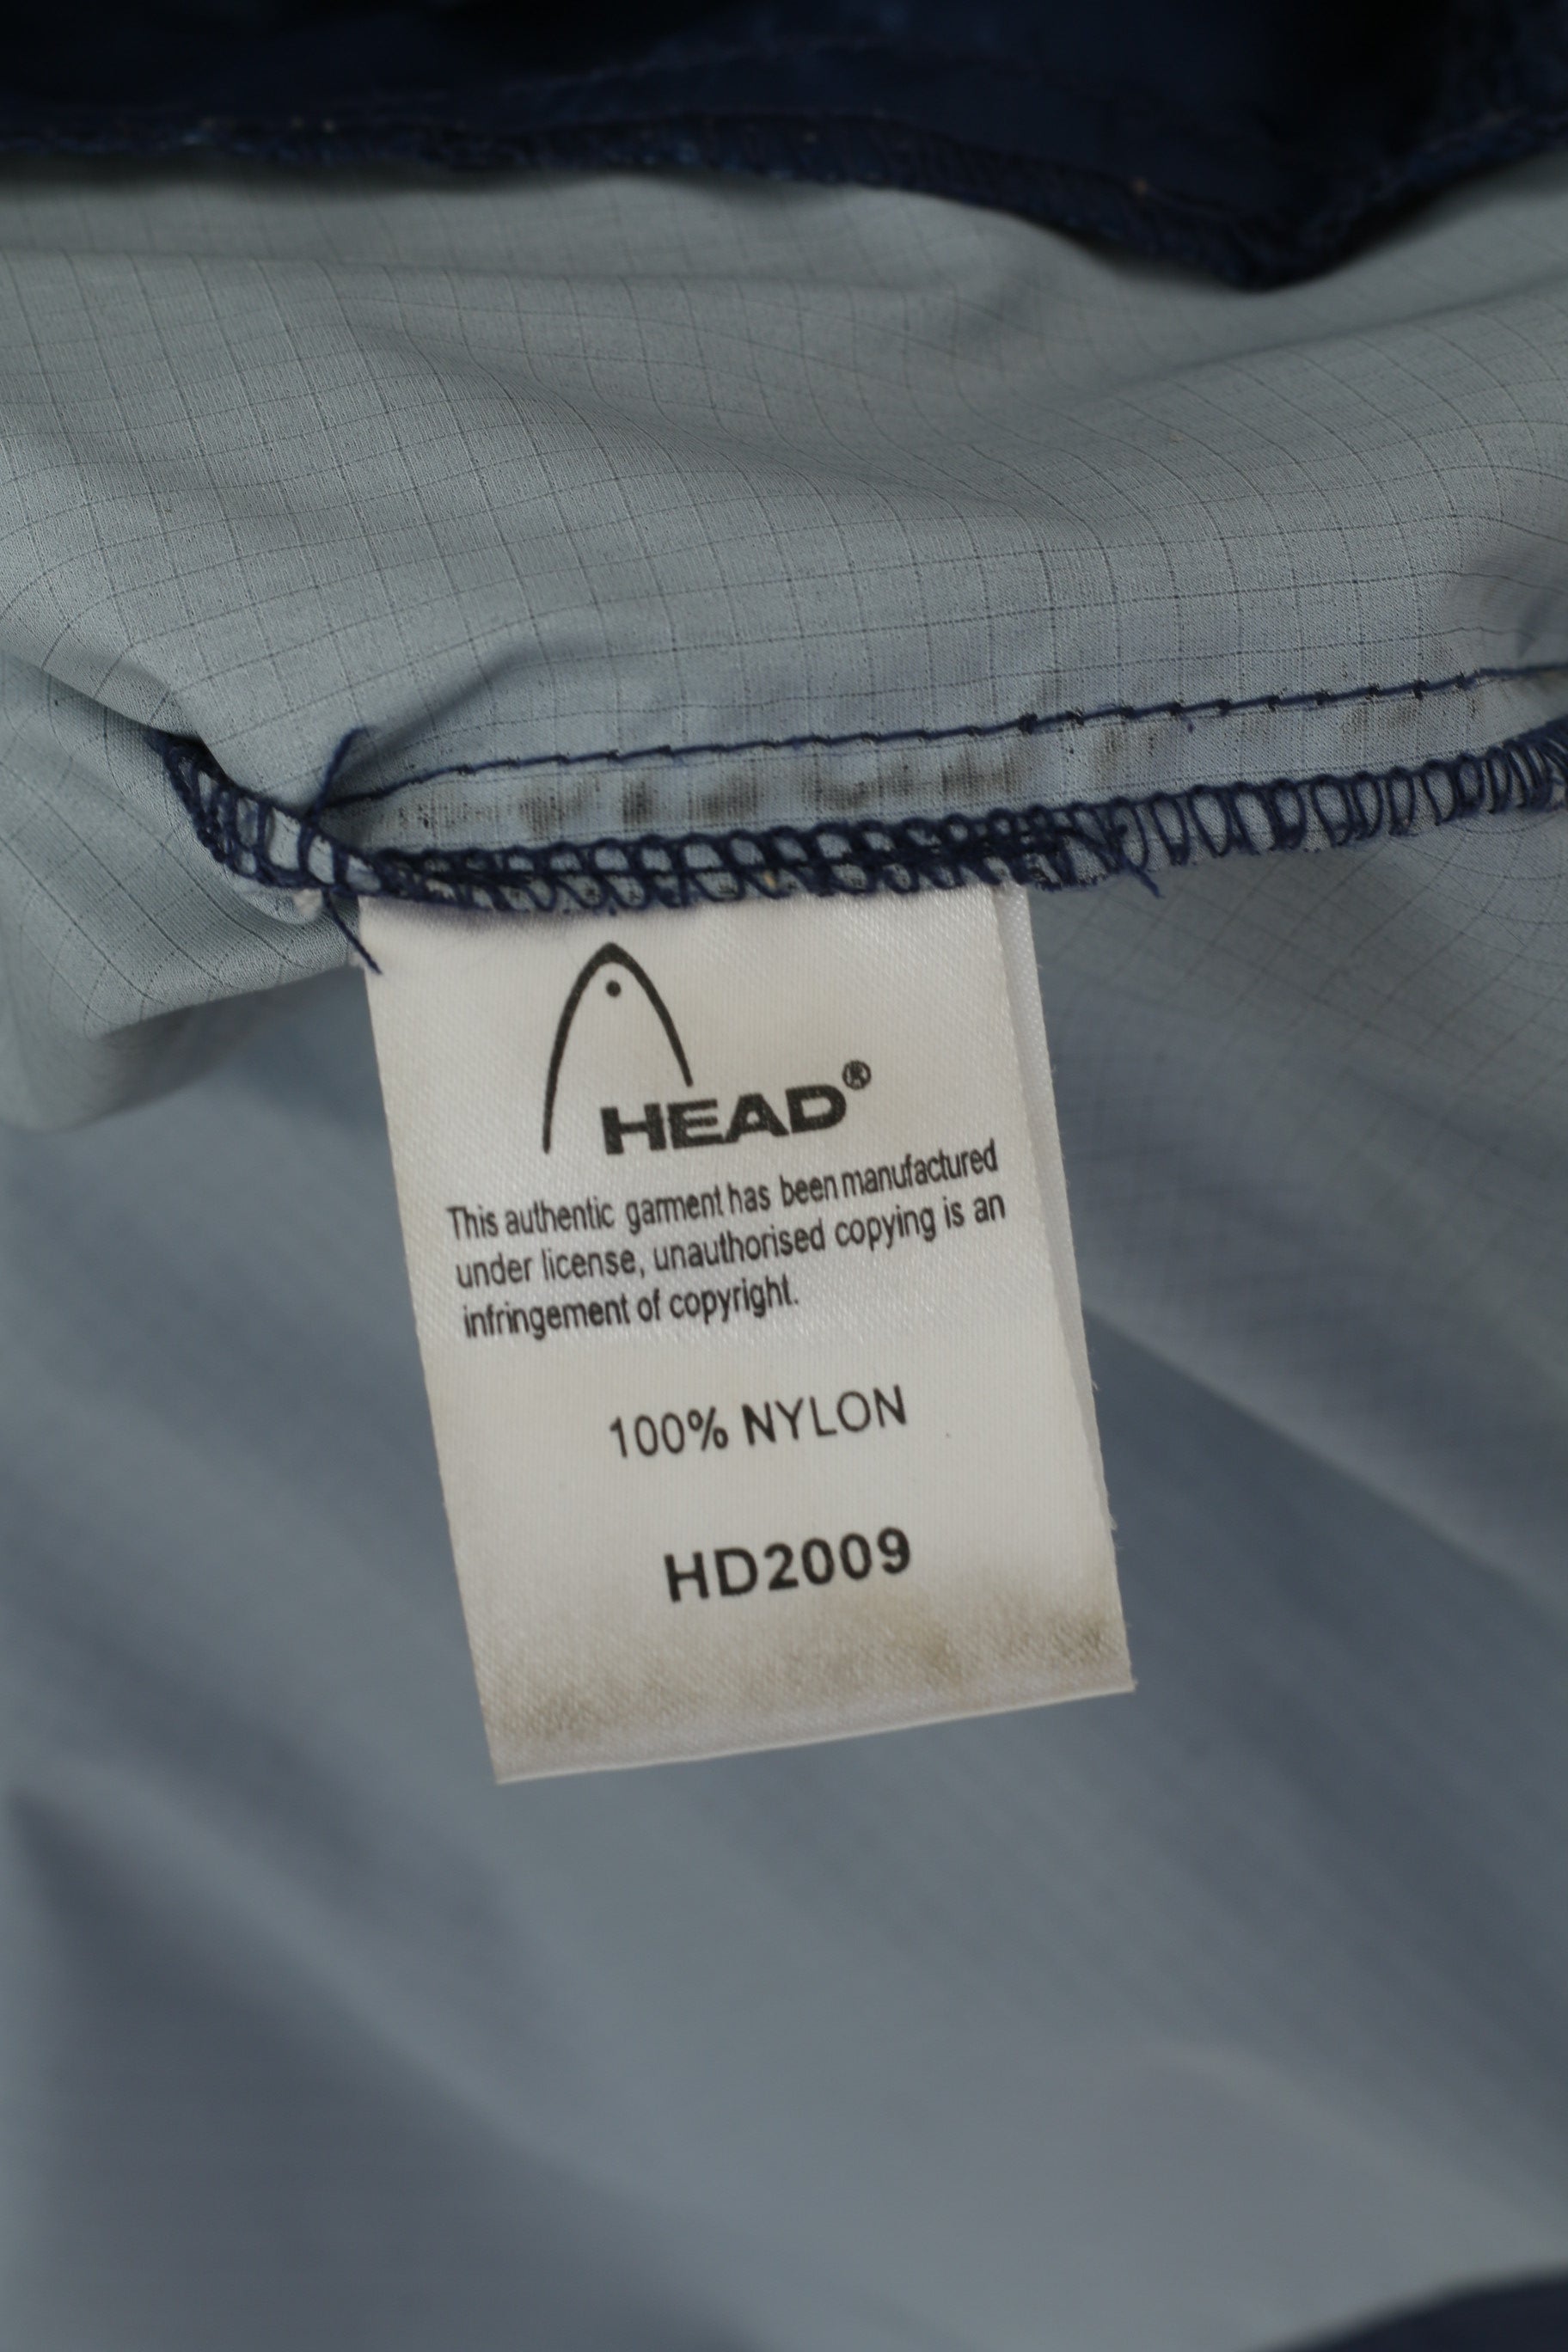 HEAD®
This authentic garment has been manufactured
under license, unauthorised copying is an
infringement of copyright.
100% NYLON
HD2009